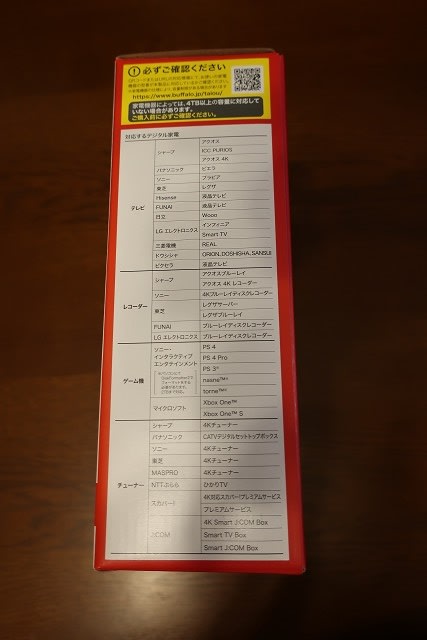 必ずご確認ください
https://www.buffalo.jp/taiou/
家電機器によっては、4TB以上の容量に対応して
いない場合があります。
ご購入前に必ずご確認ください。
対応するデジタル家電
テレビ
シャープ
アクオス
ICC PURIOS
アクオス 4K
パナソニック ビエラ
ソニー ブラビア
東芝 レグザ
Hisense 液晶テレビ
FUNAI 液晶テレビ
日立 Wooo
LG エレクトロニクス
インフィニア
Smart TV
三菱電機 REAL
ドウシシャ ORION,DOSHISHA,SANSUI
ピクセラ 液晶テレビ
レコーダー
シャープ
アクオスブルーレイ
アクオス 4K レコーダー
ソニー 4Kブルーレイディスクレコーダー
東芝
レグザサーバー
レグザブルーレイ
FUNAI ブルーレイディスクレコーダー
LG エレクトロニクス ブルーレイディスクレコーダー
ゲーム機
ソニー・
インタラクティブ
エンタテインメント
PS 4
PS 4 Pro
PS 3
nasne
torne
マイクロソフト
Xbox One™
Xbox One™ S
チューナー
シャープ 4Kチューナー
パナソニック CATVデジタルセットトップボックス
ソニー 4Kチューナー
東芝 4Kチューナー
MASPRO 4Kチューナー
NTTぷらら ひかりTV
スカパー!
4K対応スカパー!プレミアムサービス
プレミアムサービス
J:COM
4K Smart J:COM Box
Smart TV Box
Smart J:COM Box